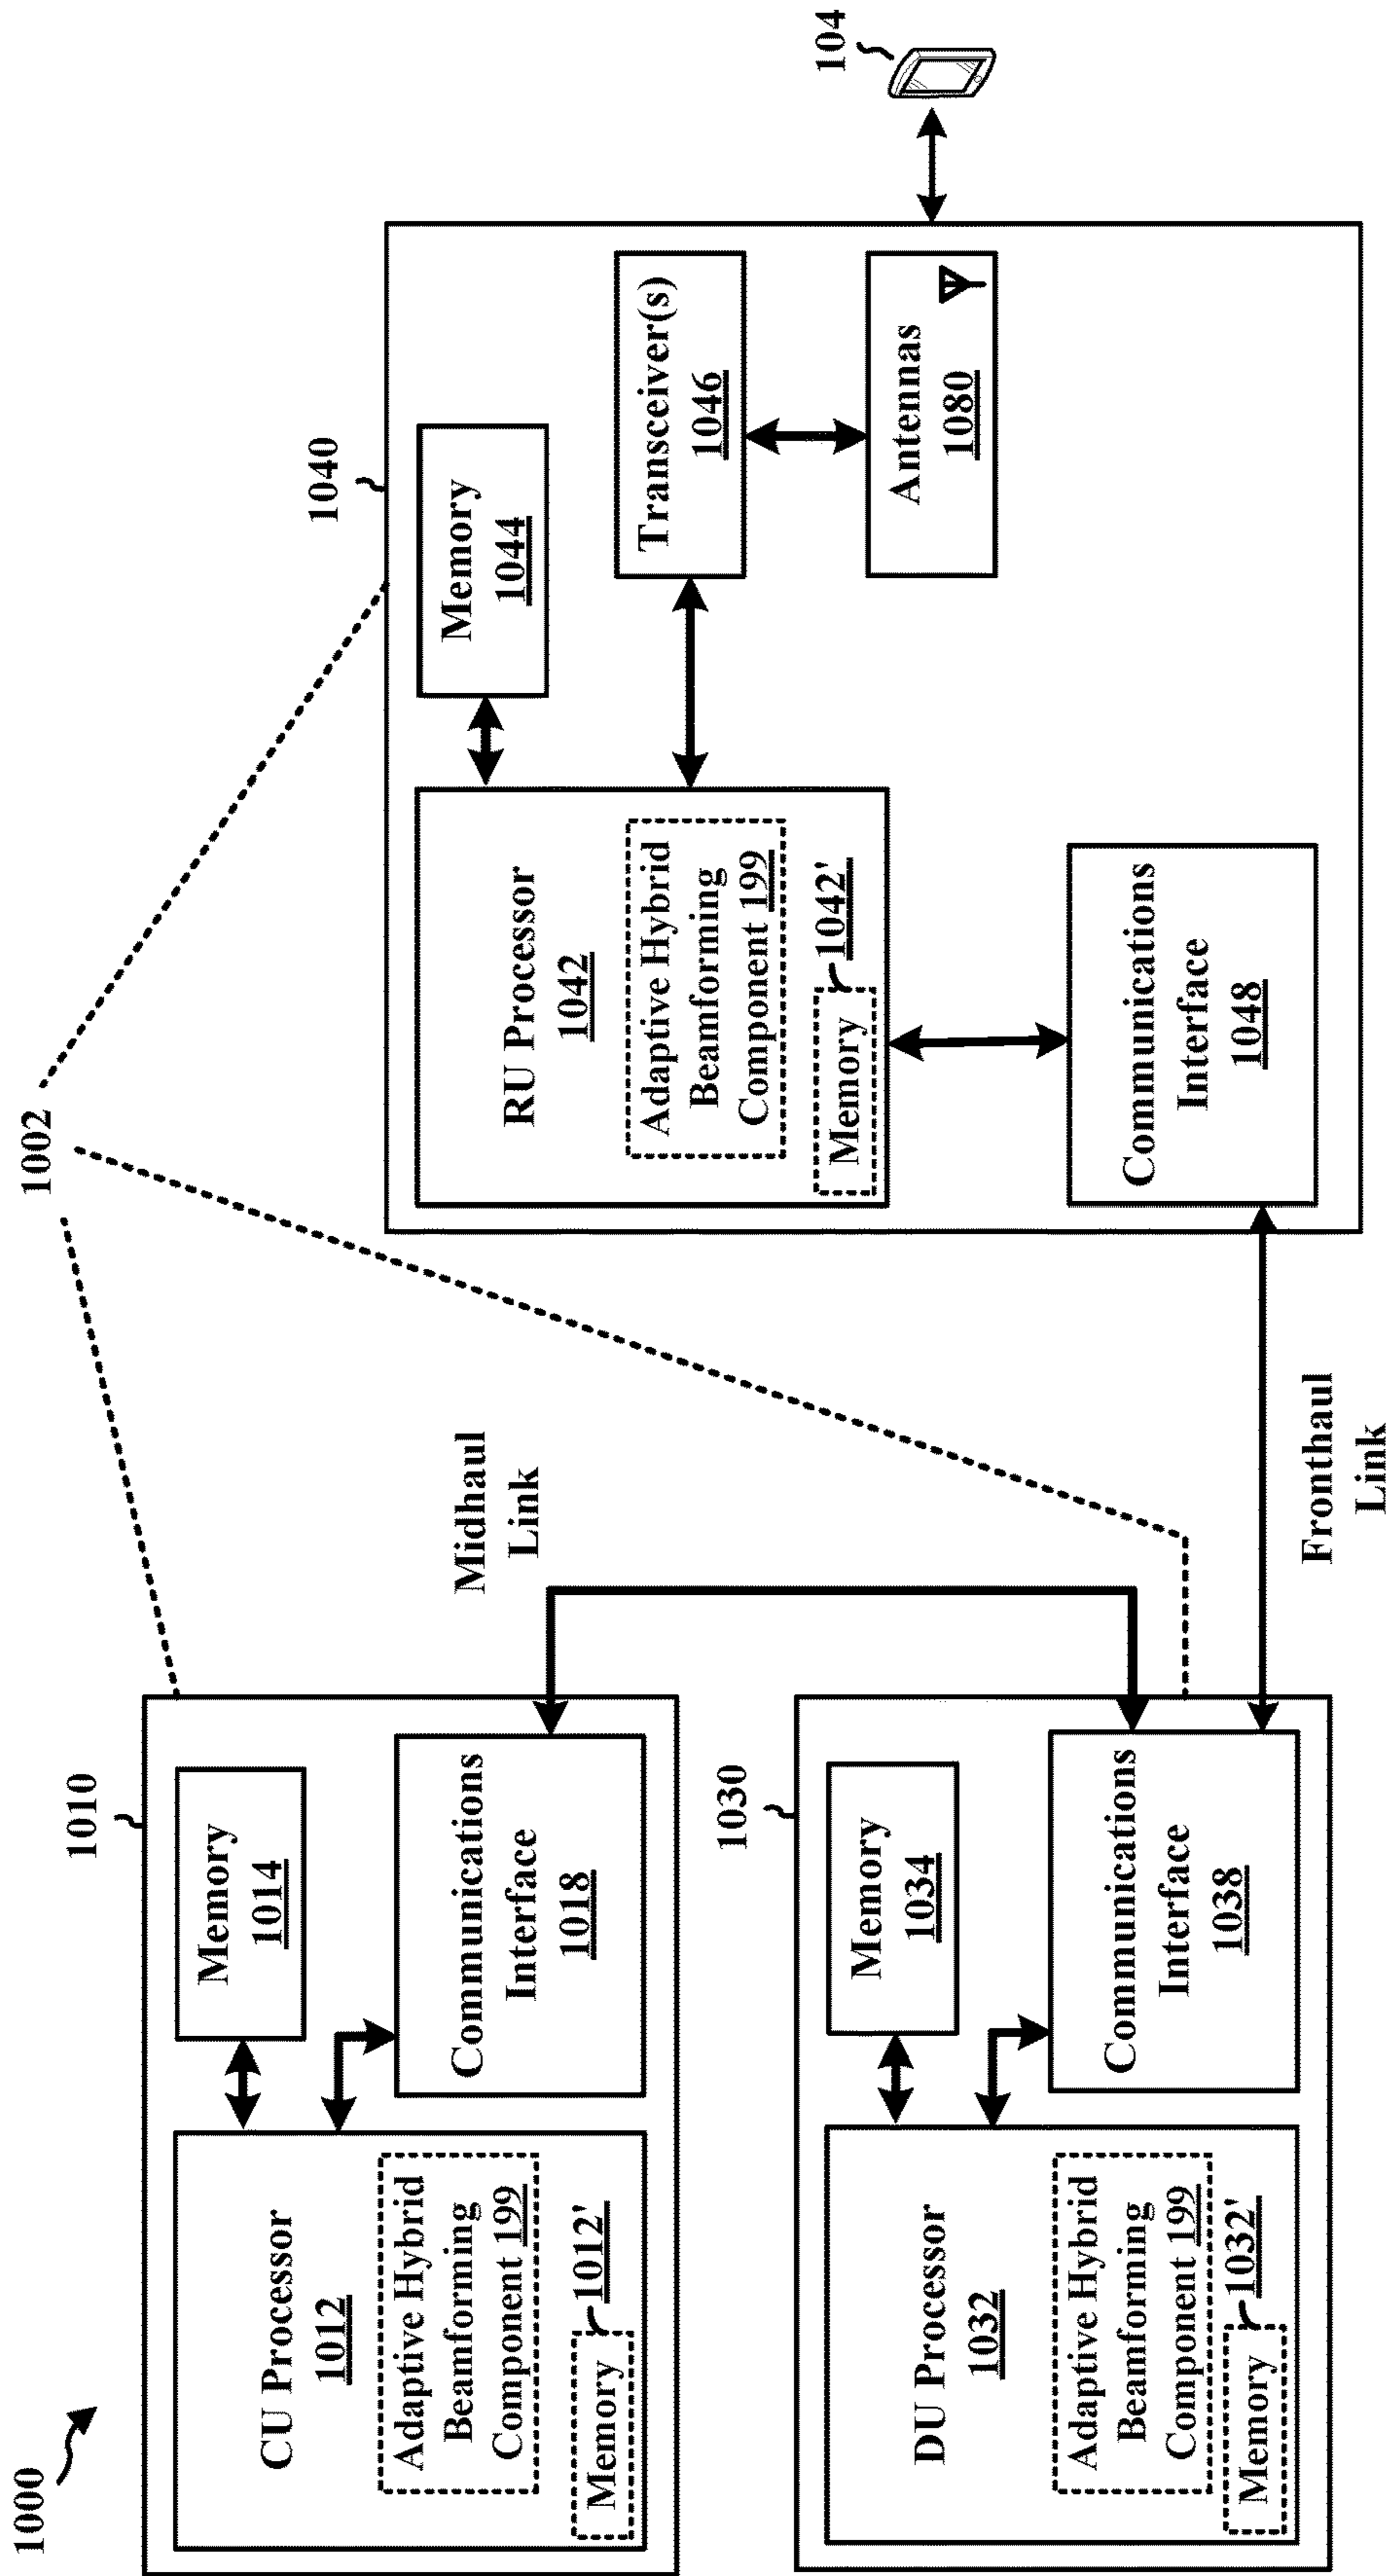 1000
1002
1010
CU Processor
1012
Adaptive Hybrid
Beamforming
Component 199
Memory
1012'
Memory
1014
Communications
Interface
1018
Midhaul
Link
1030
DU Processor
1032
Adaptive Hybrid
Beamforming
Component 199
Memory
1032'
Memory
1034
Communications
Interface
1038
Fronthaul
Link
1040
RU Processor
1042
Adaptive Hybrid
Beamforming
Component 199
Memory
1042'
Memory
1044
Transceiver(s)
1046
Antennas
1080
Communications
Interface
1048
104